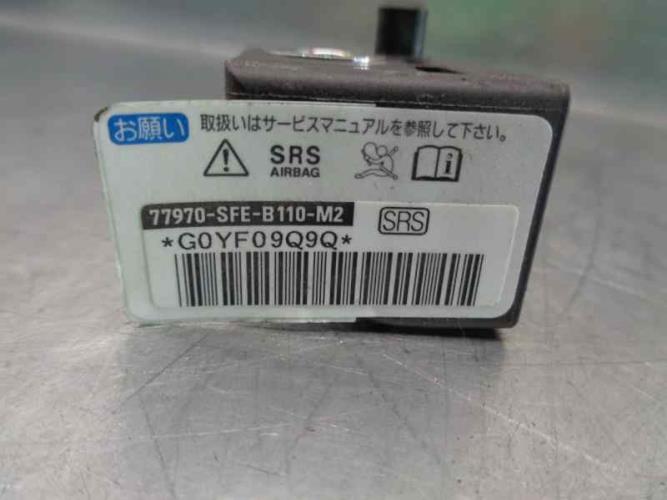 お願い 取扱いはサービスマニュアルを参照して下さい。
SRS
AIRBAG
77970-SFE-B110-M2 SRS
*G0YF09Q9Q*